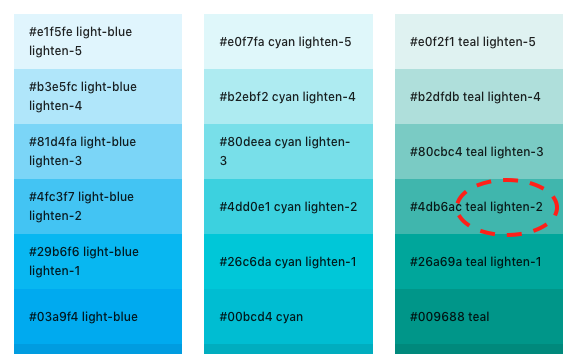 #e1f5fe light-blue
lighten-5
#b3e5fc light-blue
lighten-4
#81d4fa light-blue
lighten-3
#4fc3f7 light-blue
lighten-2
#29b6f6 light-blue
lighten-1
#03a9f4 light-blue
#e0f7fa cyan lighten-5
#b2ebf2 cyan lighten-4
#80deea cyan lighten-
3
#4dd0e1 cyan lighten-2
#26c6da cyan lighten-1
#00bcd4 cyan
#e0f2f1 teal lighten-5
#b2dfdb teal lighten-4
#80cbc4 teal lighten-3
#4db6ac teal lighten-2
#26a69a teal lighten-1
#009688 teal